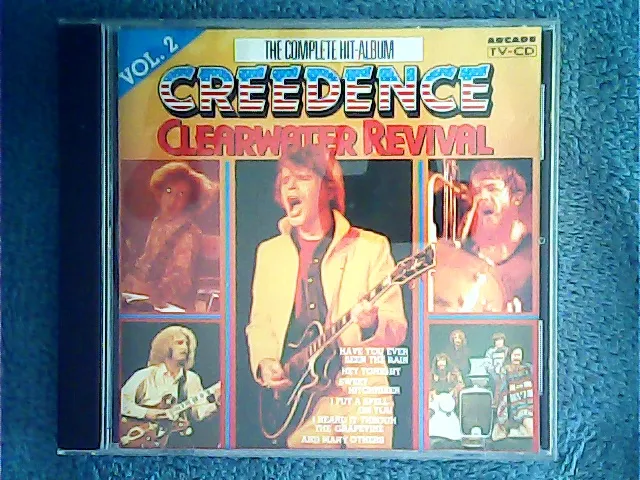 VOL. 2
THE COMPLETE HIT-ALBUM
ARCADE
TV-CD
CREEDENCE
CLEARWATER REVIVAL
HAVE YOU EVER
SEEN THE RAIN
HEY TONIGHT
SWEET
HITCHHIKER
I PUT A SPELL
ON YOU
I HEARD IT THROUGH
THE GRAPEVINE
AND MANY OTHERS